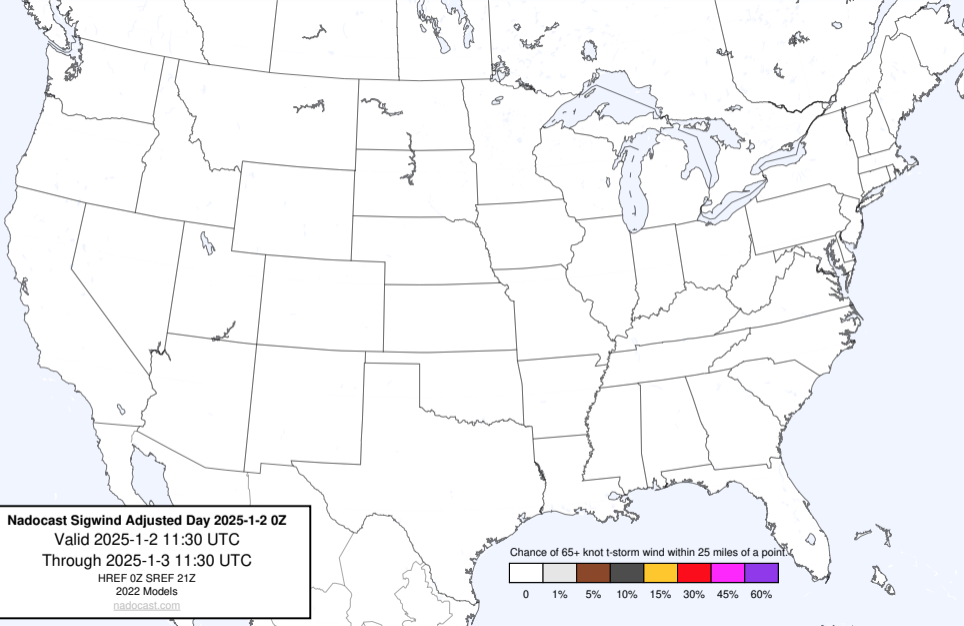 Nadocast Sigwind Adjusted Day 2025-1-2 0Z
Valid 2025-1-2 11:30 UTC
Through 2025-1-3 11:30 UTC
HREF 0Z SREF 21Z
2022 Models
nadocast.com
Chance of 65+ knot t-storm wind within 25 miles of a point.
0 1% 5% 10% 15% 30% 45% 60%